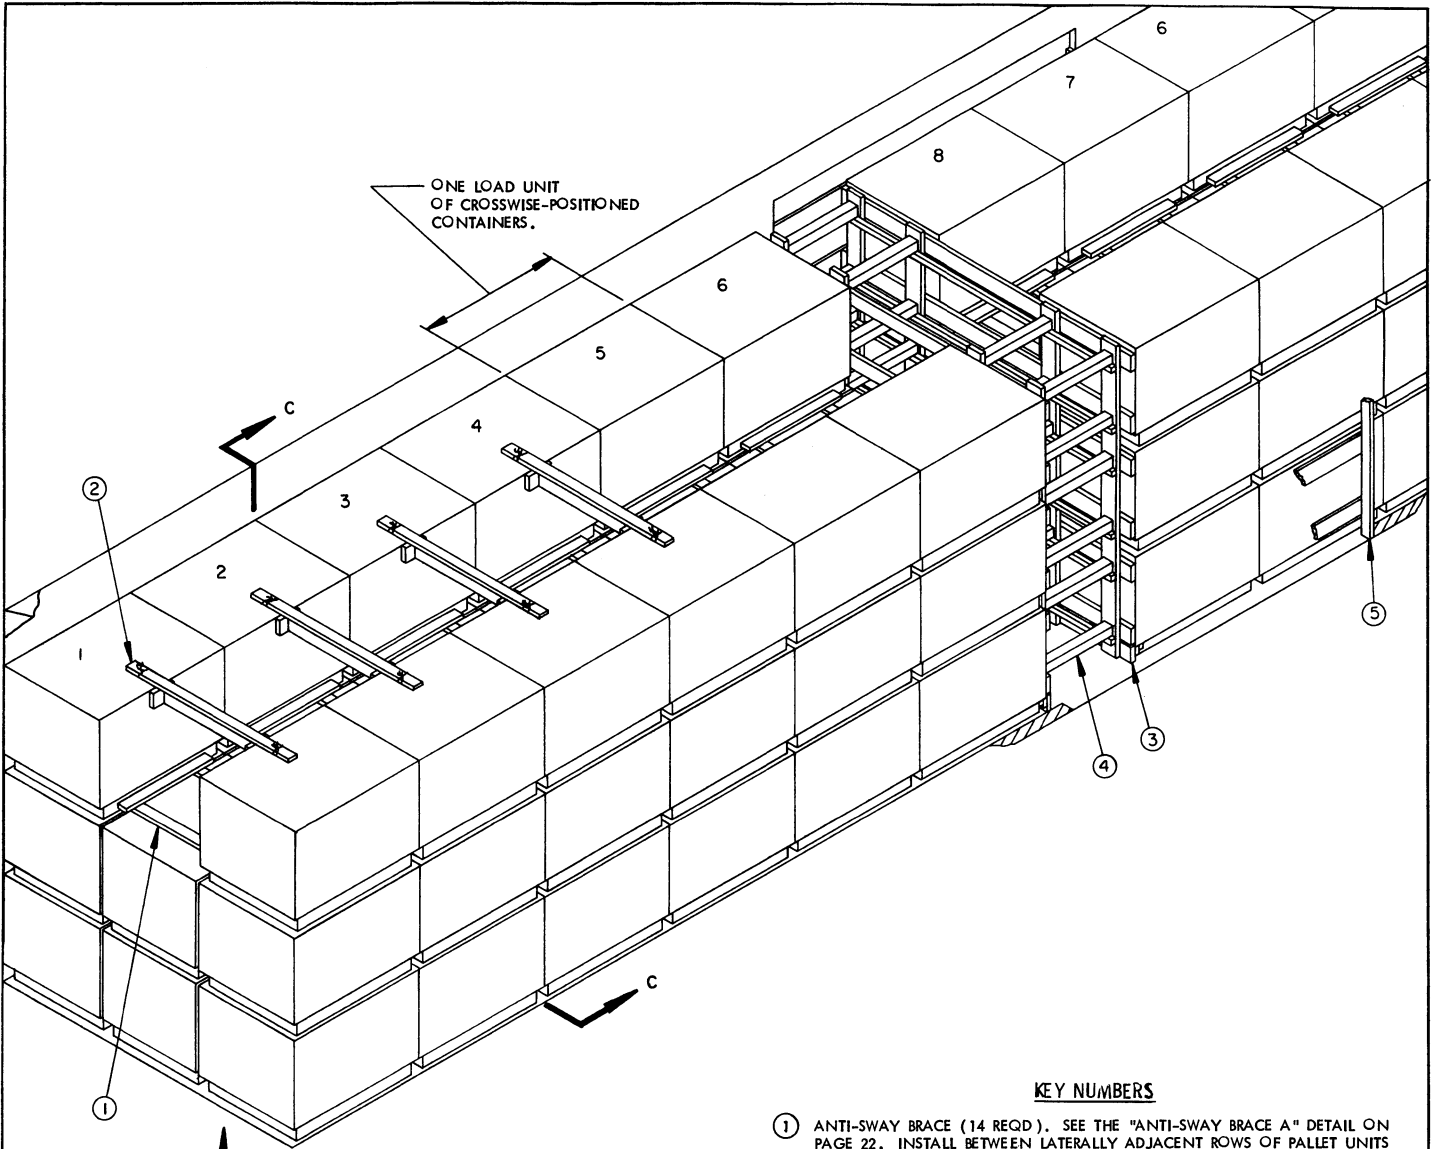 6
7
8
ONE LOAD UNIT
OF CROSSWISE-POSITIONED
CONTAINERS.
6
5
C
4
2
3
2
1
5
3
4
C
1
KEY NUMBERS
1 ANTI-SWAY BRACE (14 REQD). SEE THE "ANTI-SWAY BRACE A" DETAIL ON
PAGE 22. INSTALL BETWEEN LATERALLY ADJACENT ROWS OF PALLET UNITS